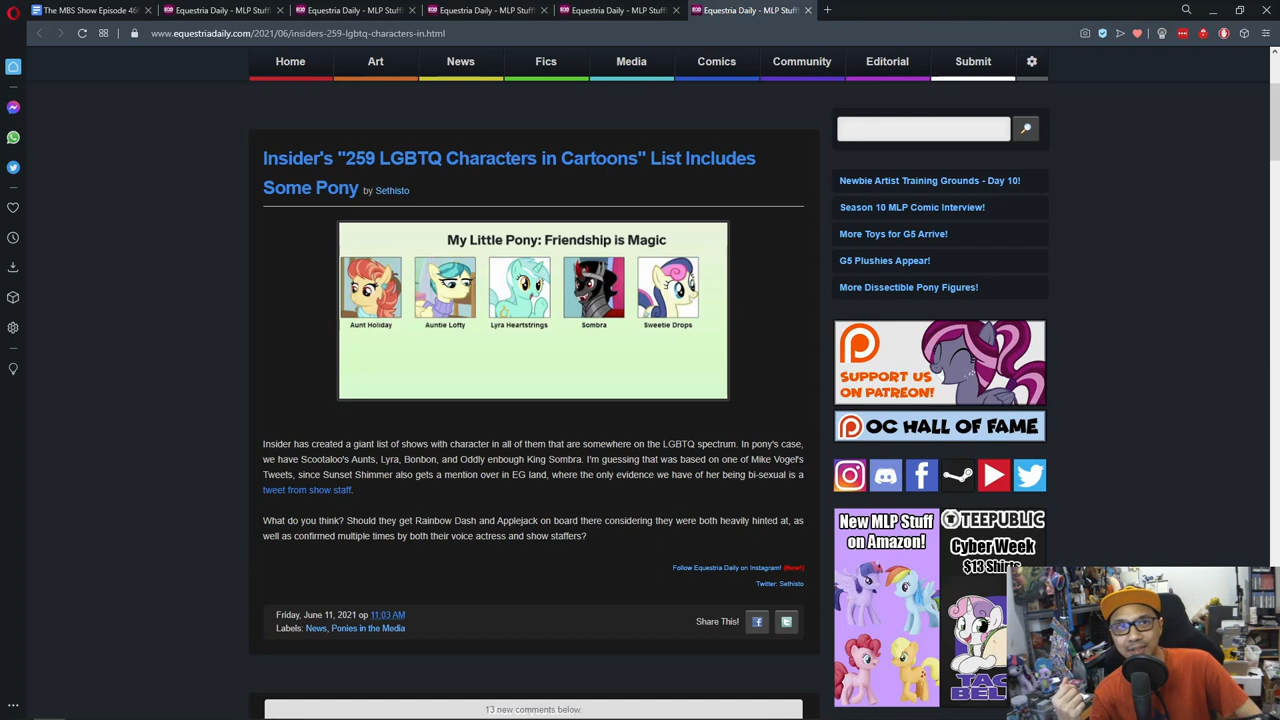 The MBS Show Episode 460
Equestria Daily - MLP Stuff
Equestria Daily - MLP Stuff
Equestria Daily - MLP Stuff
Equestria Daily - MLP Stuff
Equestria Daily - MLP Stuff
www.equestriadaily.com/2021/06/insiders-259-lgbtq-characters-in.html
Home Art News Fics Media Comics Community Editorial Submit
Insider's "259 LGBTQ Characters in Cartoons" List Includes
Some Pony by Sethisto
My Little Pony: Friendship is Magic
Aunt Holiday Auntie Lofty Lyra Heartstrings Sombra Sweetie Drops
Insider has created a giant list of shows with character in all of them that are somewhere on the LGBTQ spectrum. In pony's case,
we have Scootaloo's Aunts, Lyra, Bonbon, and Oddly enbough King Sombra. I'm guessing that was based on one of Mike Vogel's
Tweets, since Sunset Shimmer also gets a mention over in EG land, where the only evidence we have of her being bi-sexual is a
tweet from show staff.
What do you think? Should they get Rainbow Dash and Applejack on board there considering they were both heavily hinted at, as
well as confirmed multiple times by both their voice actress and show staffers?
Follow Equestria Daily on Instagram! (New!)
Twitter: Sethisto
Friday, June 11, 2021 op 11:03 AM
Labels: News, Ponies in the Media
Share This!
13 new comments below.
Newbie Artist Training Grounds - Day 10!
Season 10 MLP Comic Interview!
More Toys for G5 Arrive!
G5 Plushies Appear!
More Dissectible Pony Figures!
SUPPORT US
ON PATREON!
OC HALL OF FAME
New MLP Stuff
on Amazon!
TEEPUBLIC
Cyber Week
$13 Shirts
TAC
BEL